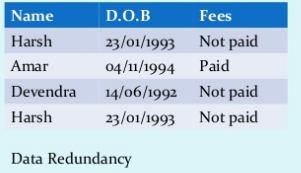 Name D.O.B Fees
Harsh 23/01/1993 Not paid
Amar 04/11/1994 Paid
Devendra 14/06/1992 Not paid
Harsh 23/01/1993 Not paid
Data Redundancy